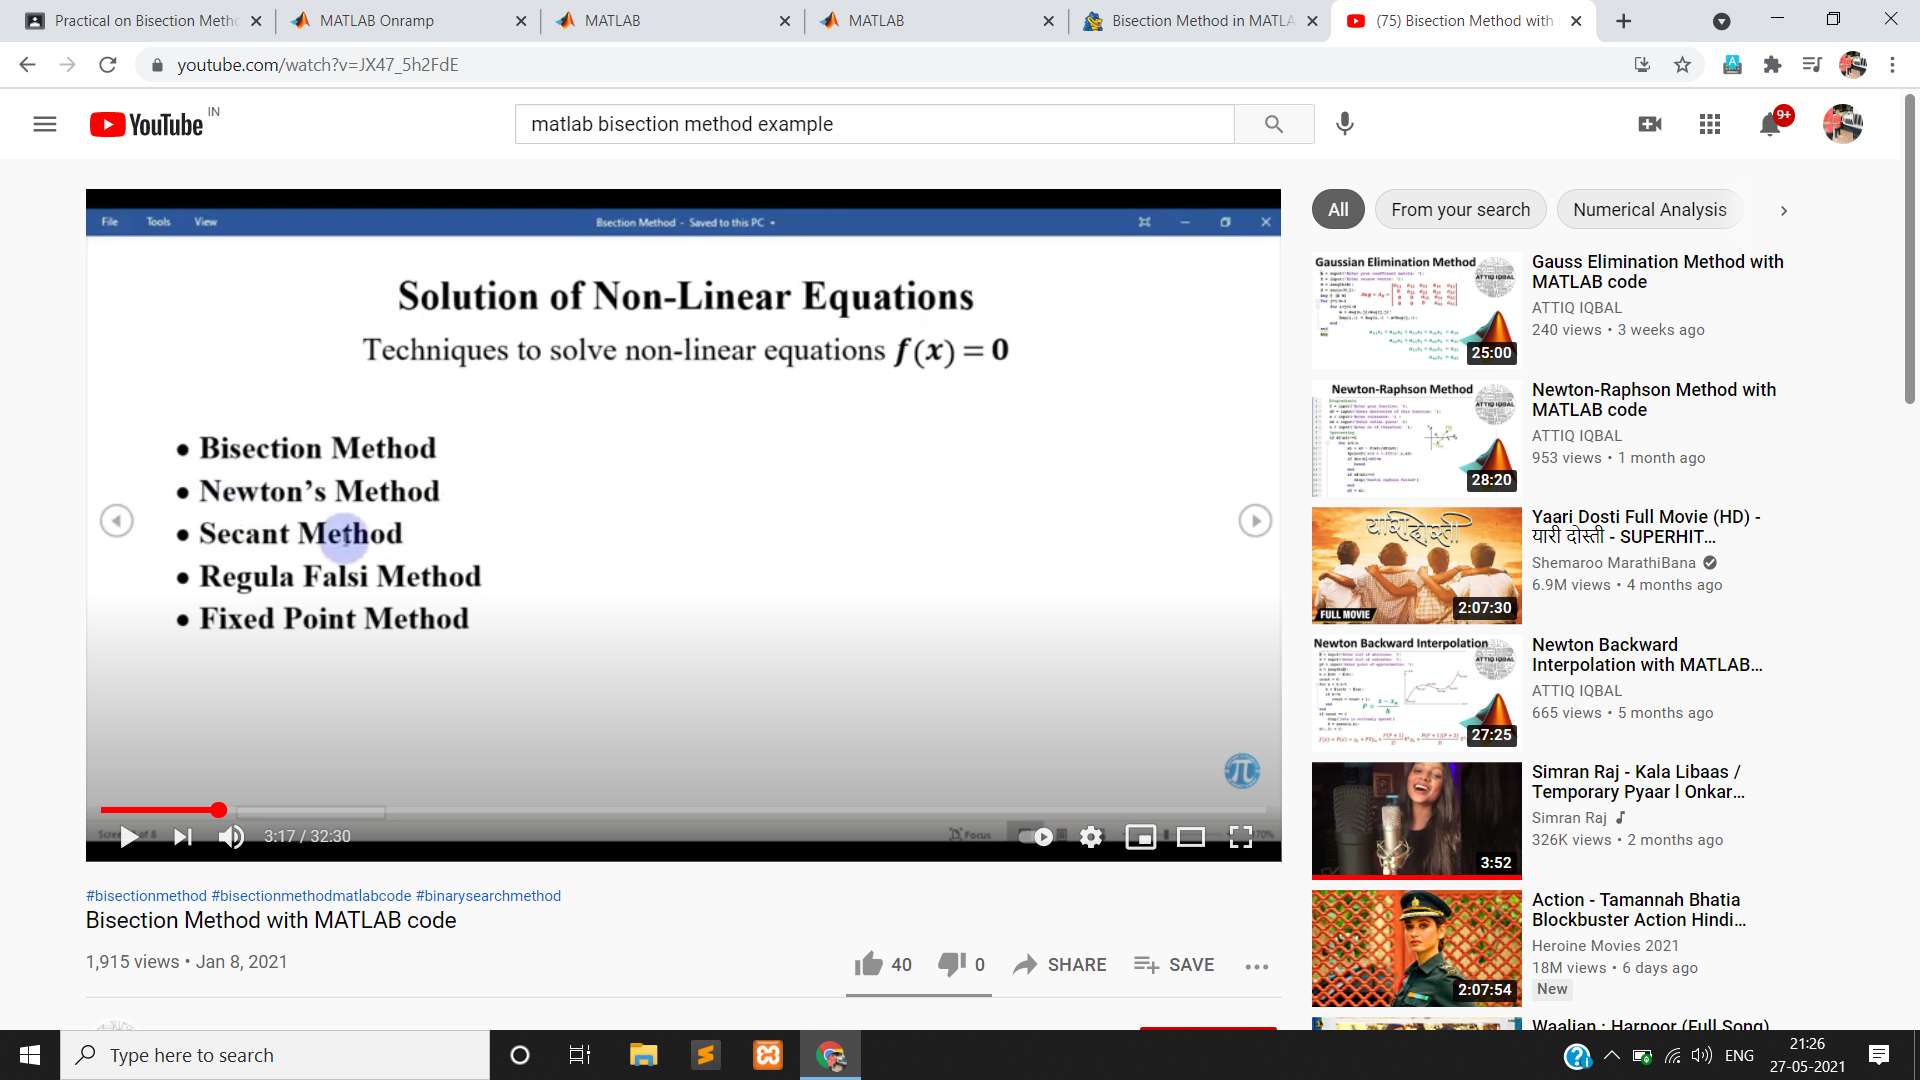 Practical on Bisection Metho
MATLAB Onramp
MATLAB
MATLAB
Bisection Method in MATLA
(75) Bisection Method with
youtube.com/watch?v=JX47_5h2FdE
YouTube IN
matlab bisection method example
9+
File Tools View
Bsection Method - Saved to this PC
Solution of Non-Linear Equations
Techniques to solve non-linear equations f(x) = 0
• Bisection Method
• Newton's Method
• Secant Method
• Regula Falsi Method
• Fixed Point Method
π
3:17 / 32:30
Focus
#bisectionmethod #bisectionmethodmatlabcode #binarysearchmethod
Bisection Method with MATLAB code
1,915 views • Jan 8, 2021
40
0
SHARE
SAVE
All
From your search
Numerical Analysis
Gaussian Elimination Method
ATTIQ IQBAL
25:00
Gauss Elimination Method with
MATLAB code
ATTIQ IQBAL
240 views • 3 weeks ago
Newton-Raphson Method
ATTIQ IQBAL
28:20
Newton-Raphson Method with
MATLAB code
ATTIQ IQBAL
953 views • 1 month ago
यारी दोस्ती
FULL MOVIE
2:07:30
Yaari Dosti Full Movie (HD) -
यारी दोस्ती - SUPERHIT...
Shemaroo MarathiBana
6.9M views • 4 months ago
Newton Backward Interpolation
ATTIQ IQBAL
27:25
Newton Backward
Interpolation with MATLAB...
ATTIQ IQBAL
665 views • 5 months ago
3:52
Simran Raj - Kala Libaas /
Temporary Pyaar l Onkar...
Simran Raj
326K views • 2 months ago
2:07:54
Action - Tamannah Bhatia
Blockbuster Action Hindi...
Heroine Movies 2021
18M views • 6 days ago
New
Waalian : Harnoor (Full Song)
Type here to search
ENG
21:26
27-05-2021